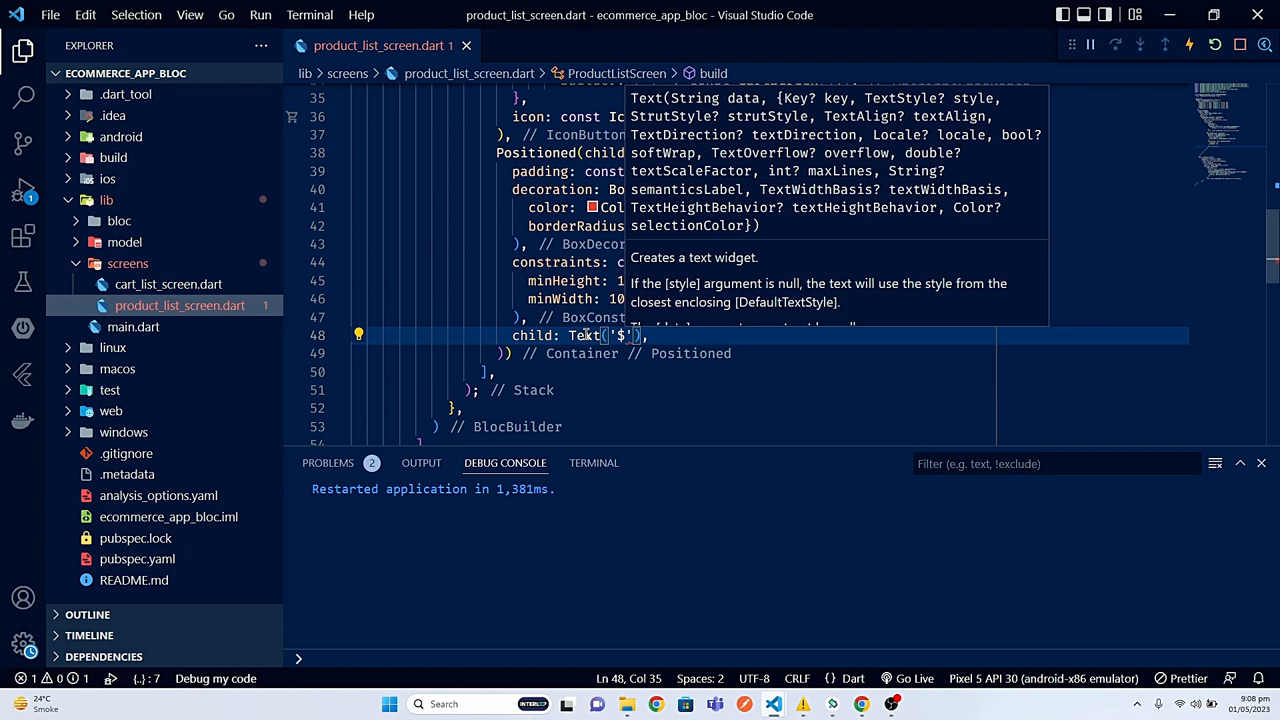 File Edit Selection View Go Run Terminal Help
product_list_screen.dart - ecommerce_app_bloc - Visual Studio Code
EXPLORER
product_list_screen.dart 1
ECOMMERCE_APP_BLOC
lib > screens > product_list_screen.dart > ProductListScreen > build
.dart_tool
.idea
android
build
ios
lib
bloc
model
screens
cart_list_screen.dart
product_list_screen.dart 1
main.dart
linux
macos
test
web
windows
.gitignore
.metadata
analysis_options.yaml
ecommerce_app_bloc.iml
pubspec.lock
pubspec.yaml
README.md
OUTLINE
TIMELINE
DEPENDENCIES
35 },
36 icon: const Ic
37 ), // IconButton
38 Positioned(child
39 padding: const
40 decoration: Bo
41 color: Col
42 borderRadius
43 ), // BoxDecor
44 constraints: c
45 minHeight: 1
46 minWidth: 10
47 ), // BoxConst
48 child: Text('$'),
49 )) // Container // Positioned
50 ],
51 ); // Stack
52 },
53 ) // BlocBuilder
54 ]
Text(String data, {Key? key, TextStyle? style,
StrutStyle? strutStyle, TextAlign? textAlign,
TextDirection? textDirection, Locale? locale, bool?
softWrap, TextOverflow? overflow, double?
textScaleFactor, int? maxLines, String?
semanticsLabel, TextWidthBasis? textWidthBasis,
TextHeightBehavior? textHeightBehavior, Color?
selectionColor})
Creates a text widget.
If the [style] argument is null, the text will use the style from the
closest enclosing [DefaultTextStyle].
PROBLEMS 2 OUTPUT DEBUG CONSOLE TERMINAL
Filter (e.g. text, !exclude)
Restarted application in 1,381ms.
1 0 1 {..}: 7 Debug my code
Ln 48, Col 35 Spaces: 2 UTF-8 CRLF Dart Go Live Pixel 5 API 30 (android-x86 emulator) Prettier
24°C
Smoke
Search
01/05/2023